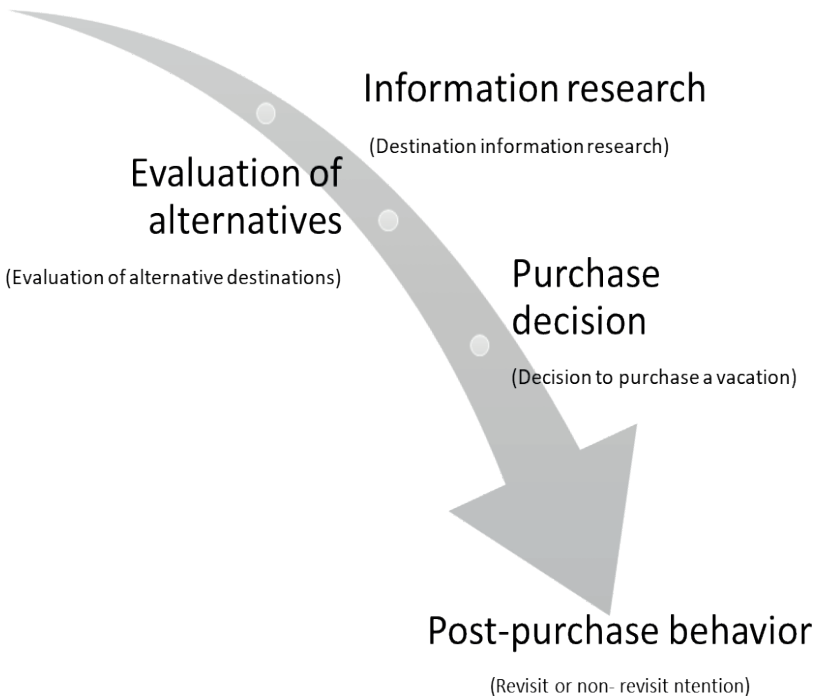 Information research
(Destination information research)
Evaluation of
alternatives
(Evaluation of alternative destinations)
Purchase
decision
(Decision to purchase a vacation)
Post-purchase behavior
(Revisit or non- revisit ntention)